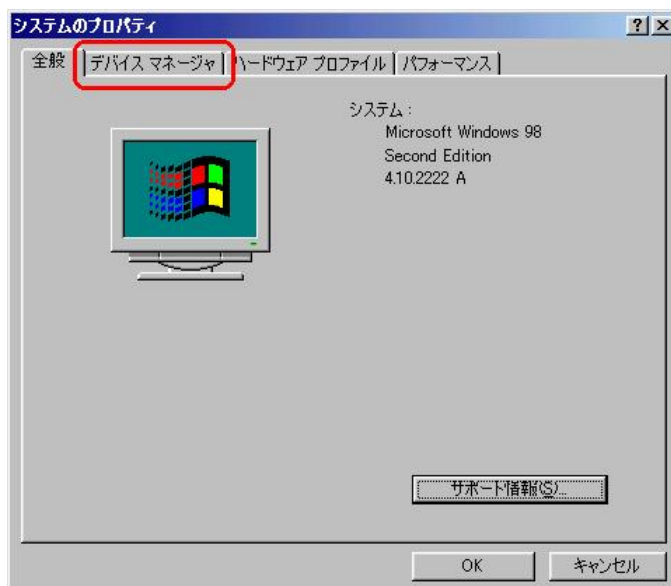 システムのプロパティ
全般 デバイス マネージャ ハードウェア プロファイル パフォーマンス
システム :
Microsoft Windows 98
Second Edition
4.10.2222 A
サポート情報(S)...
OK キャンセル